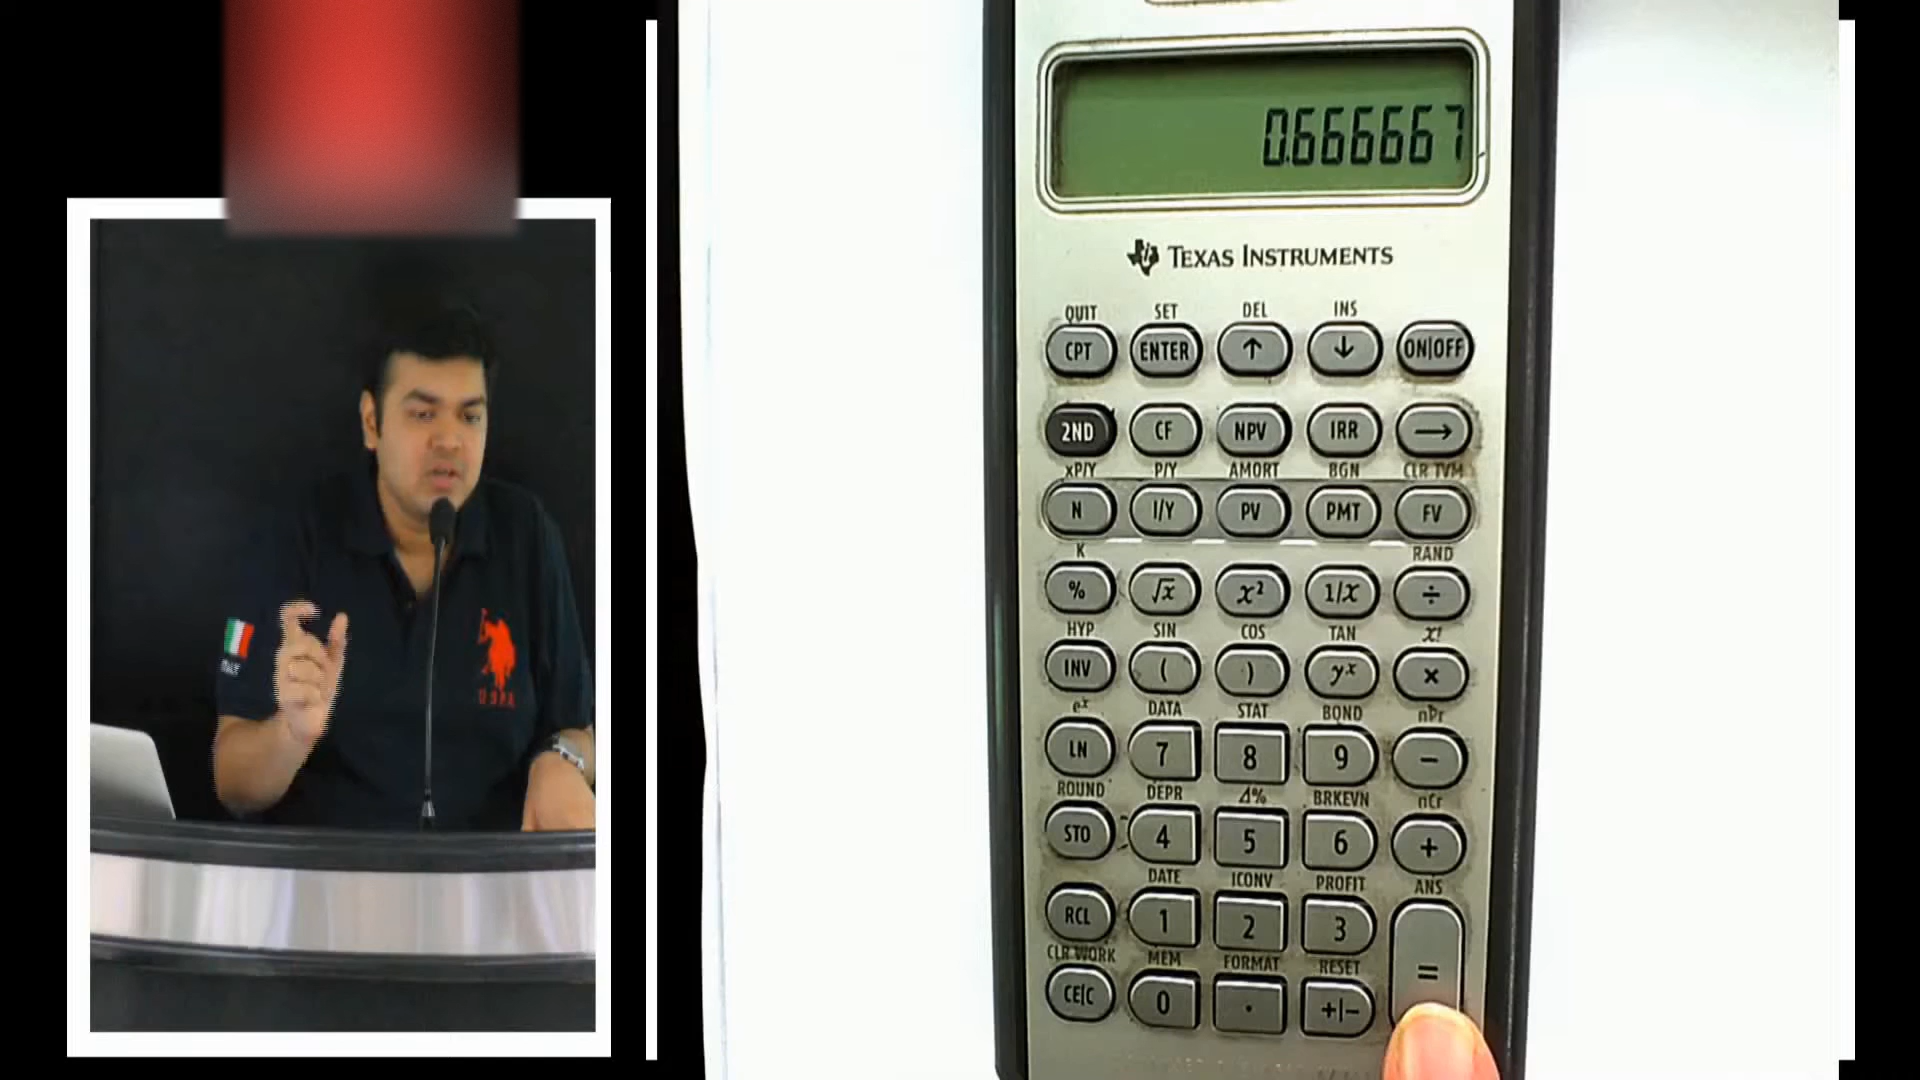 0.666667
TEXAS INSTRUMENTS
QUIT SET DEL INS
CPT ENTER ↑ ↓ ON|OFF
2ND CF NPV IRR →
xP/Y P/Y AMORT BGN CLR TVM
N I/Y PV PMT FV
K RAND
% √x x² 1/x ÷
HYP SIN COS TAN x!
INV ( ) yˣ ×
eˣ DATA STAT BOND nPr
LN 7 8 9 −
ROUND DEPR Δ% BRKEVN nCr
STO 4 5 6 +
DATE ICONV PROFIT ANS
RCL 1 2 3 =
CLR WORK MEM FORMAT RESET
CE|C 0 . +|−
ITALY
U.S.P.A.